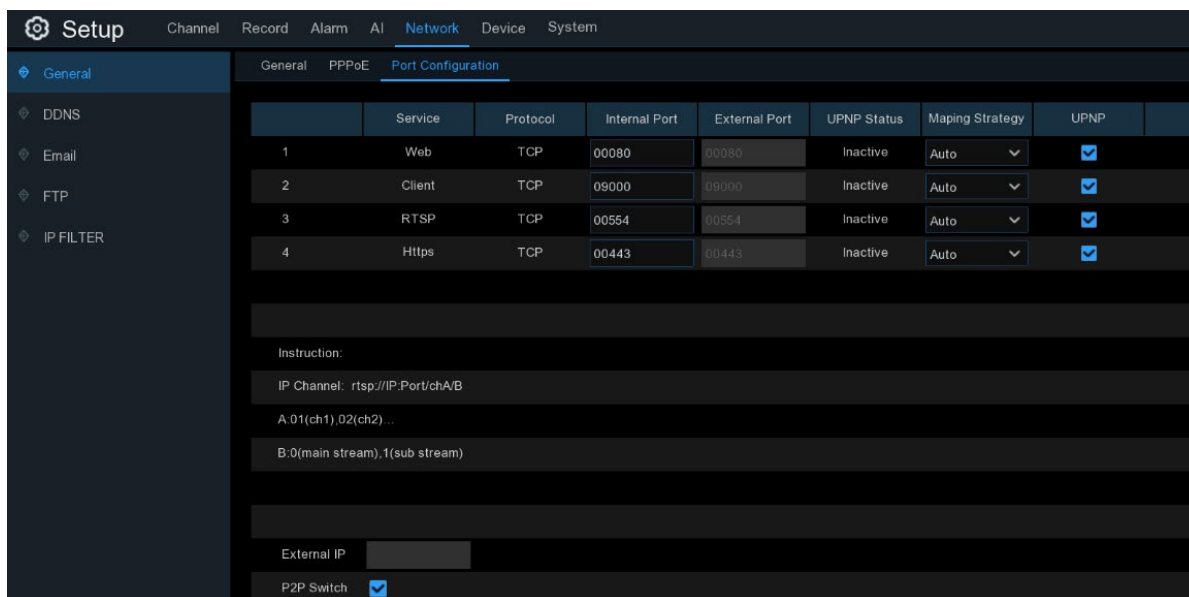 Setup Channel Record Alarm AI Network Device System
General General PPPoE Port Configuration
DDNS
Email
FTP
IP FILTER
Service Protocol Internal Port External Port UPNP Status Maping Strategy UPNP
1 Web TCP 00080 00080 Inactive Auto
2 Client TCP 09000 09000 Inactive Auto
3 RTSP TCP 00554 00554 Inactive Auto
4 Https TCP 00443 00443 Inactive Auto
Instruction:
IP Channel: rtsp://IP:Port/chA/B
A:01(ch1),02(ch2)...
B:0(main stream),1(sub stream)
External IP
P2P Switch